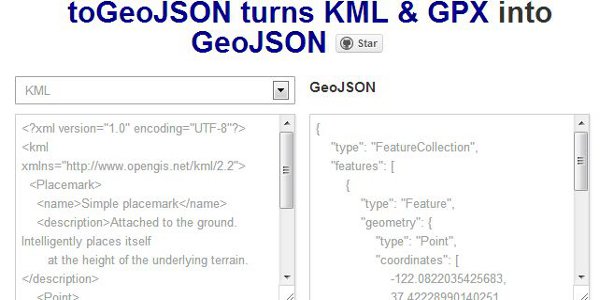 toGeoJSON turns KML & GPX into
GeoJSON Star
KML
<?xml version="1.0" encoding="UTF-8"?>
<kml
xmlns="http://www.opengis.net/kml/2.2">
<Placemark>
<name>Simple placemark</name>
<description>Attached to the ground.
Intelligently places itself
at the height of the underlying terrain.
</description>
<Point>
GeoJSON
{
"type": "FeatureCollection",
"features": [
{
"type": "Feature",
"geometry": {
"type": "Point",
"coordinates": [
-122.0822035425683,
37.42228990140251